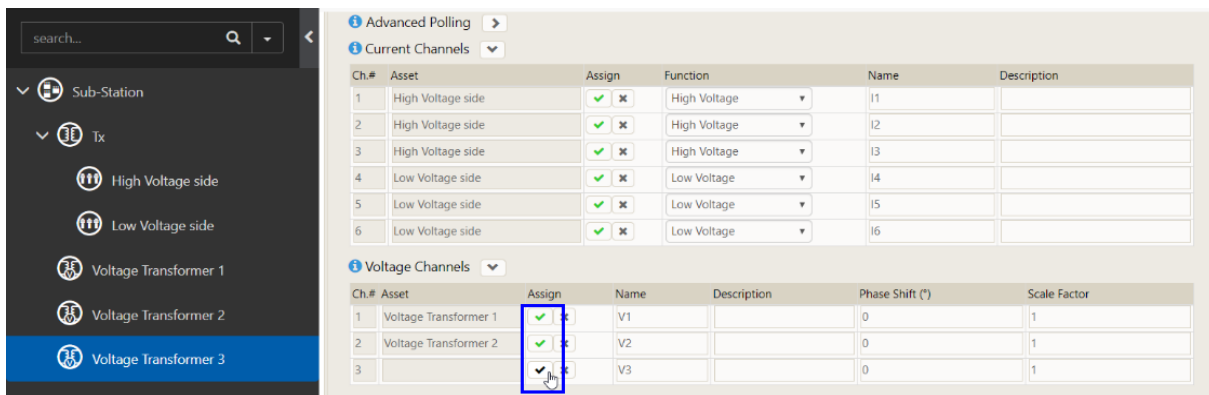 search...
Sub-Station
Tx
High Voltage side
Low Voltage side
Voltage Transformer 1
Voltage Transformer 2
Voltage Transformer 3
Advanced Polling
Current Channels
Ch.# Asset Assign Function Name Description
1 High Voltage side High Voltage I1
2 High Voltage side High Voltage I2
3 High Voltage side High Voltage I3
4 Low Voltage side Low Voltage I4
5 Low Voltage side Low Voltage I5
6 Low Voltage side Low Voltage I6
Voltage Channels
Ch.# Asset Assign Name Description Phase Shift (°) Scale Factor
1 Voltage Transformer 1 V1 0 1
2 Voltage Transformer 2 V2 0 1
3 V3 0 1